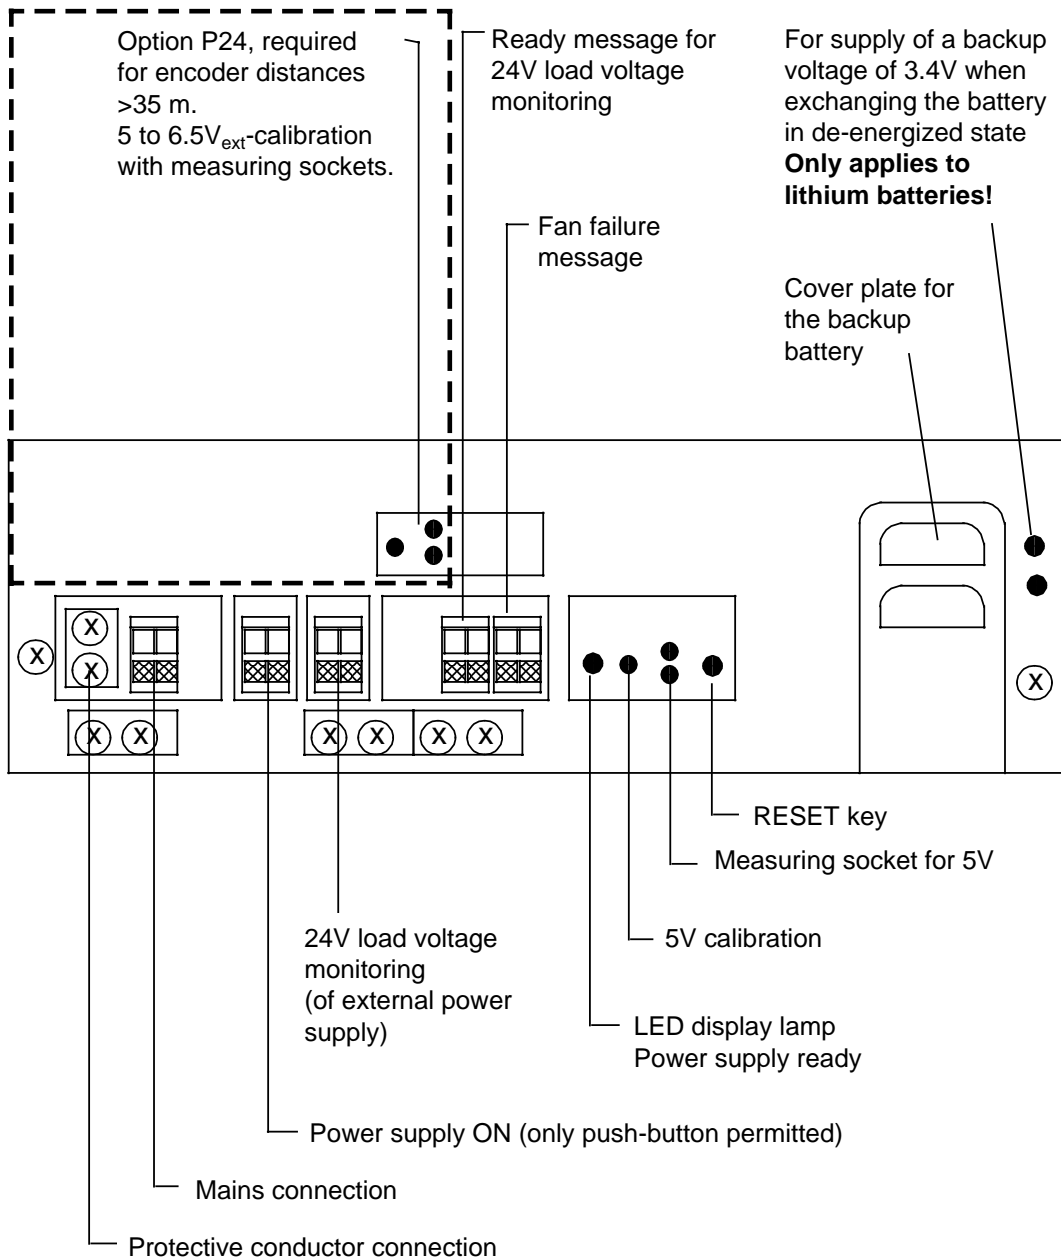 Option P24, required
for encoder distances
>35 m.
5 to 6.5Vext-calibration
with measuring sockets.
Ready message for
24V load voltage
monitoring
For supply of a backup
voltage of 3.4V when
exchanging the battery
in de-energized state
Only applies to
lithium batteries!
Fan failure
message
Cover plate for
the backup
battery
X
X
X
X
X
X
X
X
X
X
RESET key
Measuring socket for 5V
24V load voltage
monitoring
(of external power
supply)
5V calibration
LED display lamp
Power supply ready
Power supply ON (only push-button permitted)
Mains connection
Protective conductor connection